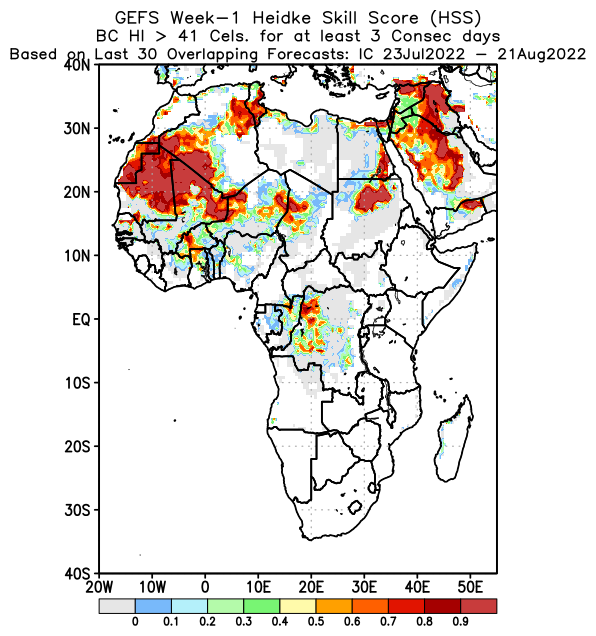 GEFS Week-1 Heidke Skill Score (HSS)
BC HI > 41 Cels. for at least 3 Consec days
Based on Last 30 Overlapping Forecasts: IC 23Jul2022 - 21Aug2022
40N
30N
20N
10N
EQ
10S
20S
30S
40S
20W 10W 0 10E 20E 30E 40E 50E
0 0.1 0.2 0.3 0.4 0.5 0.6 0.7 0.8 0.9